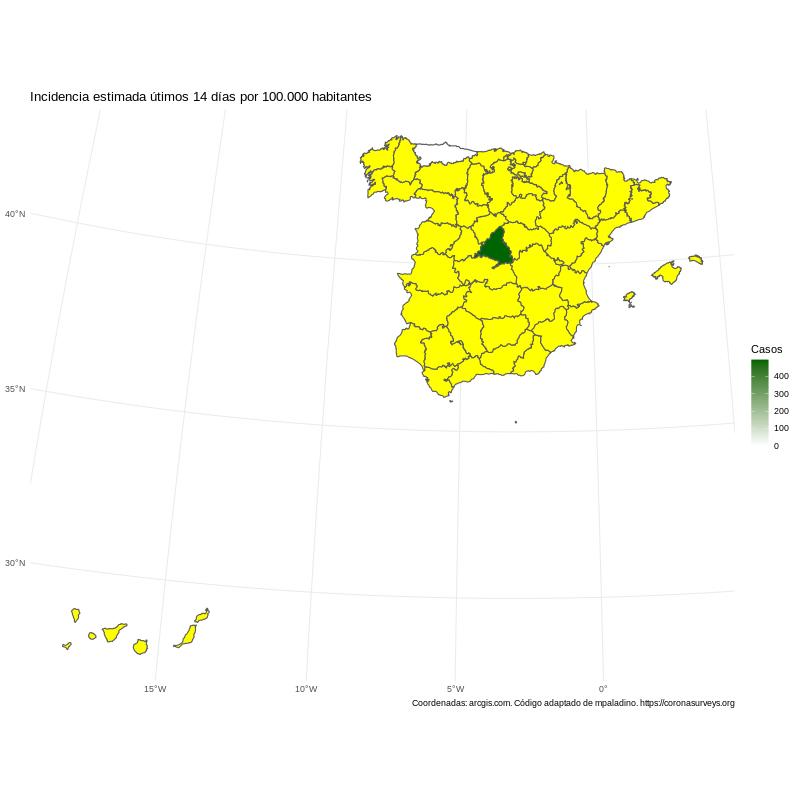 Incidencia estimada útimos 14 días por 100.000 habitantes
40°N
35°N
30°N
15°W
10°W
5°W
0°
Casos
400
300
200
100
0
Coordenadas: arcgis.com. Código adaptado de mpaladino. https://coronasurveys.org